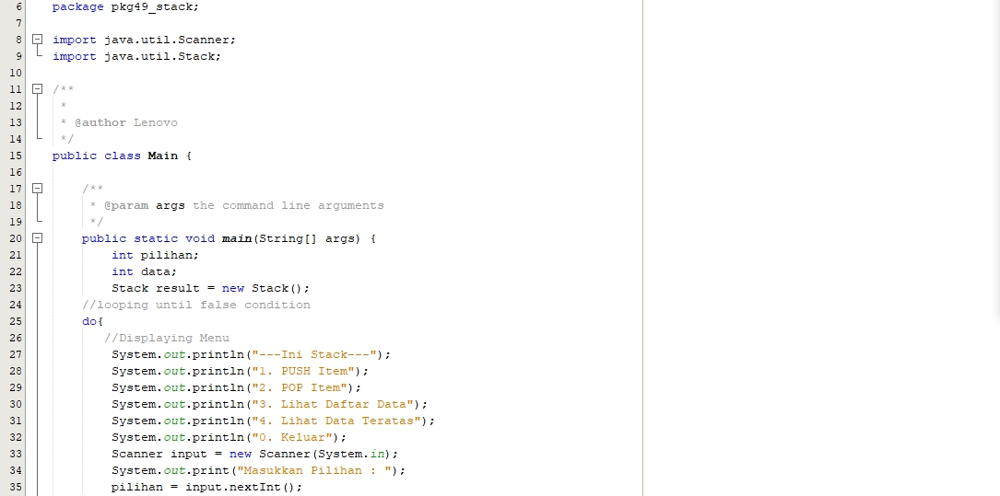 6 package pkg49_stack;
7
8 import java.util.Scanner;
9 import java.util.Stack;
10
11 /**
12  *
13  * @author Lenovo
14  */
15 public class Main {
16
17     /**
18      * @param args the command line arguments
19      */
20     public static void main(String[] args) {
21         int pilihan;
22         int data;
23         Stack result = new Stack();
24     //looping until false condition
25     do{
26        //Displaying Menu
27         System.out.println("---Ini Stack---");
28         System.out.println("1. PUSH Item");
29         System.out.println("2. POP Item");
30         System.out.println("3. Lihat Daftar Data");
31         System.out.println("4. Lihat Data Teratas");
32         System.out.println("0. Keluar");
33         Scanner input = new Scanner(System.in);
34         System.out.print("Masukkan Pilihan : ");
35         pilihan = input.nextInt();